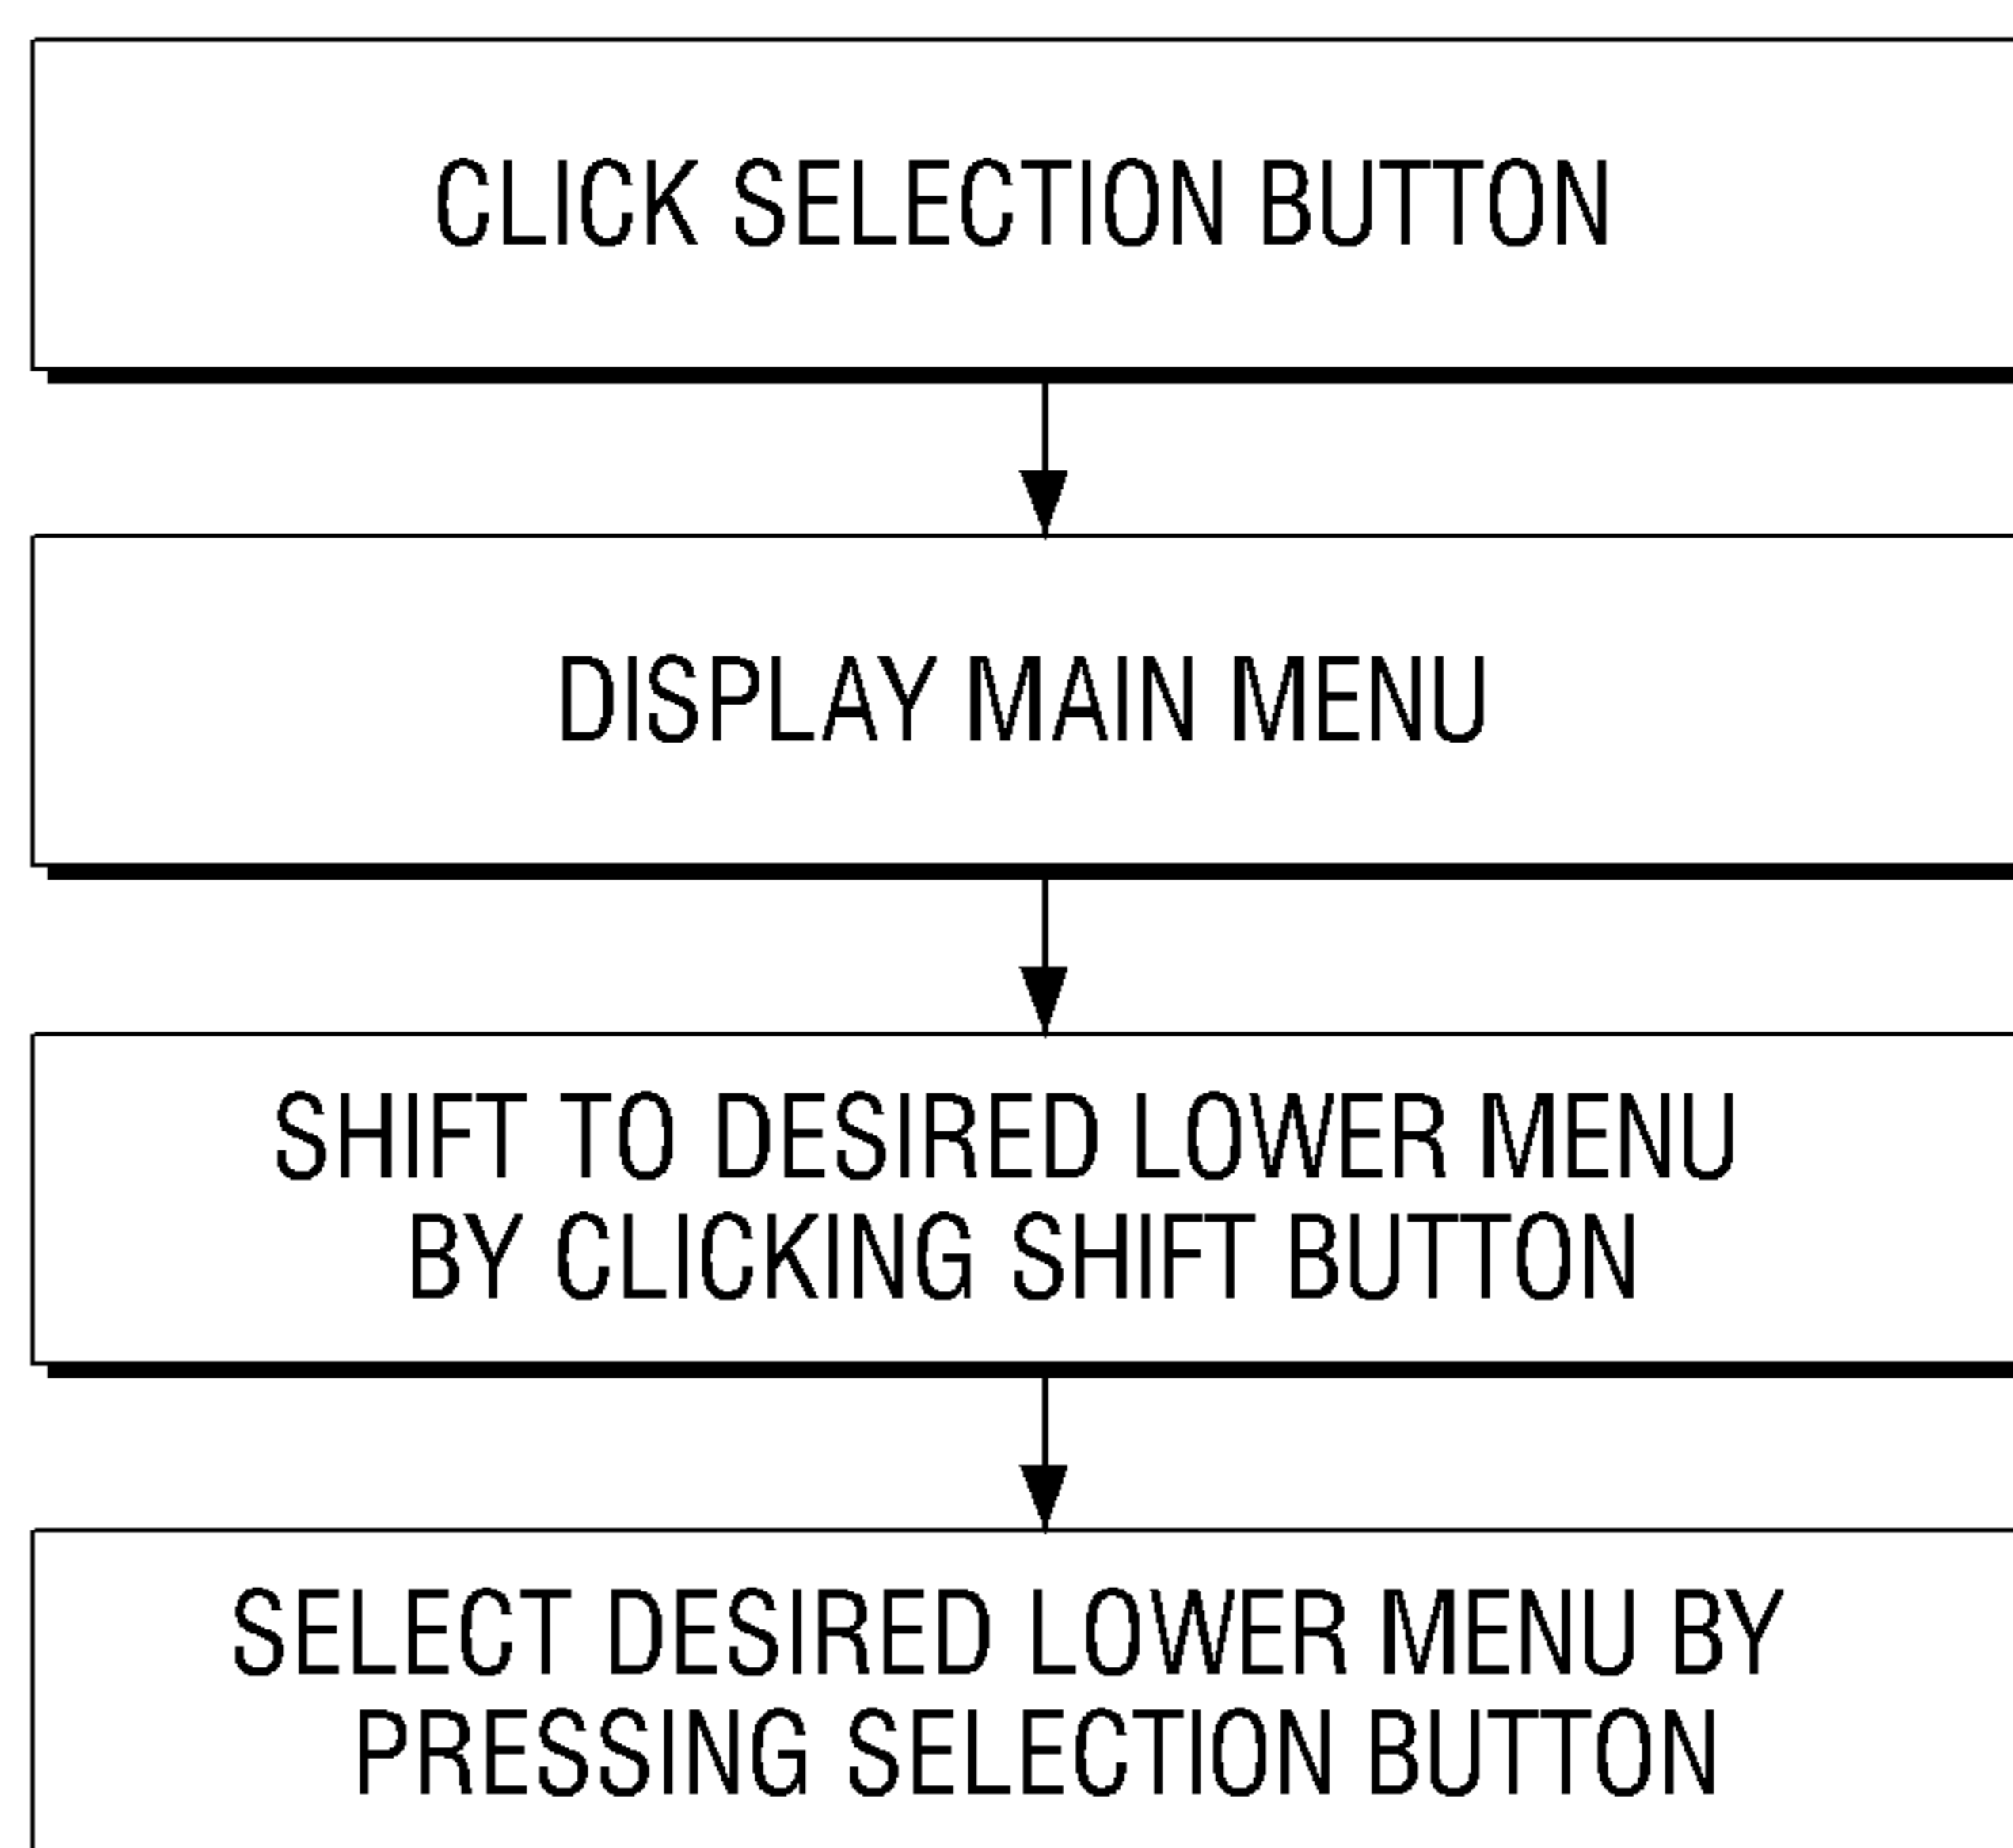 CLICK SELECTION BUTTON
DISPLAY MAIN MENU
SHIFT TO DESIRED LOWER MENU
BY CLICKING SHIFT BUTTON
SELECT DESIRED LOWER MENU BY
PRESSING SELECTION BUTTON